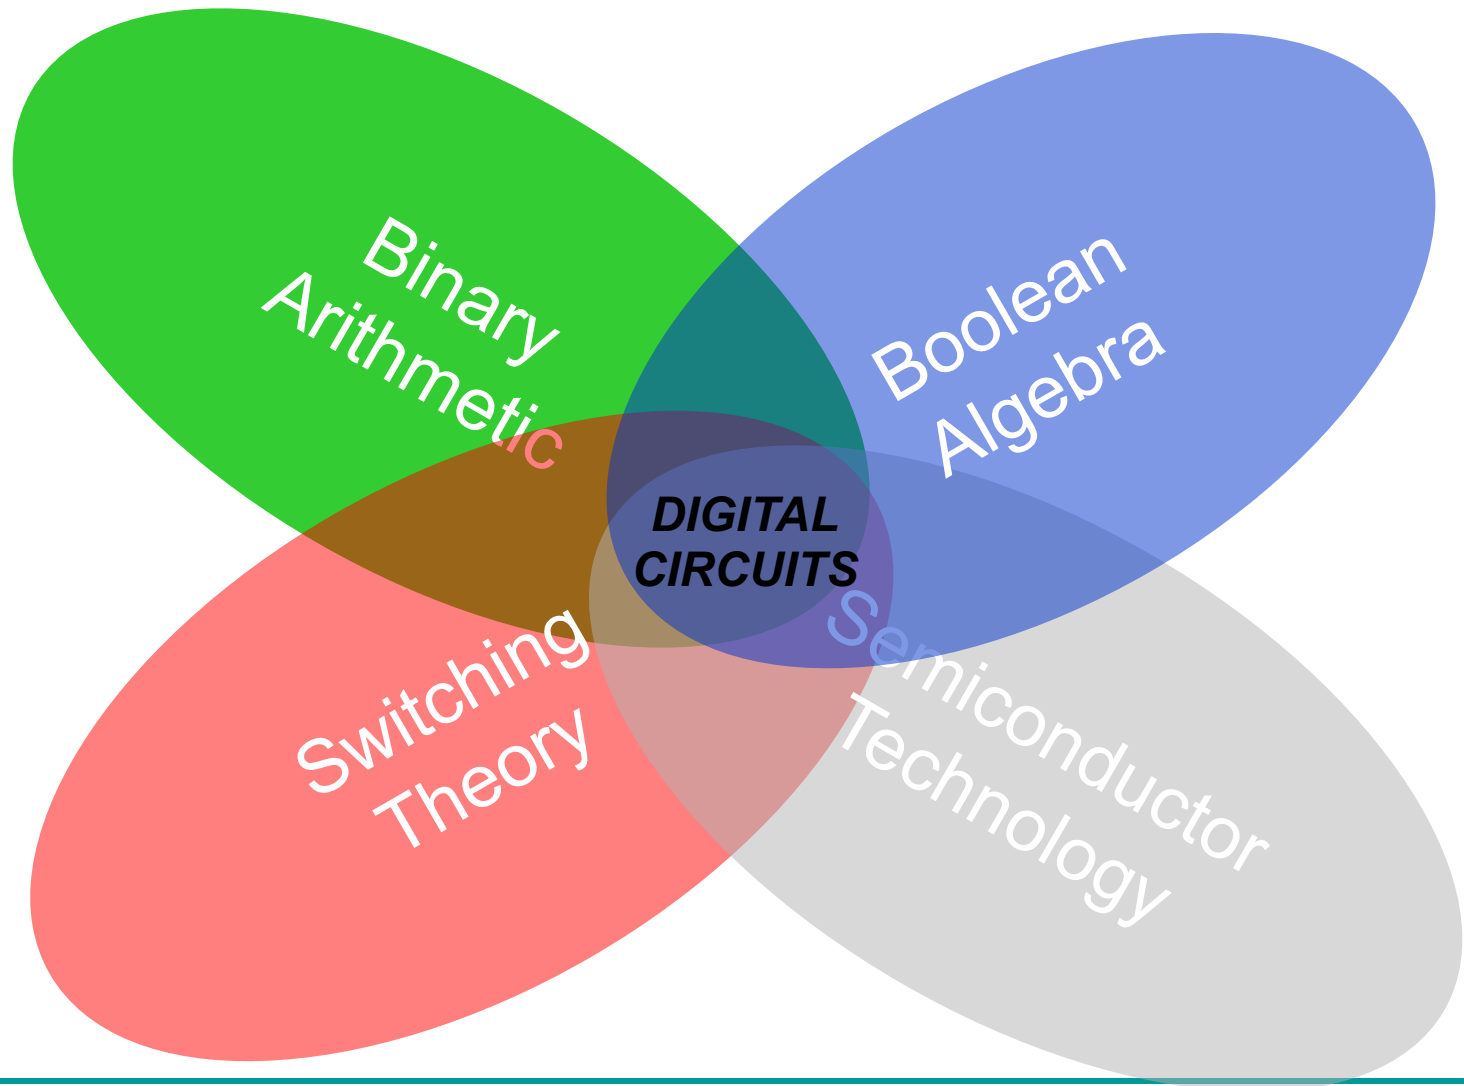 Binary
Arithmetic
Boolean
Algebra
DIGITAL
CIRCUITS
Switching
Theory
Semiconductor
Technology